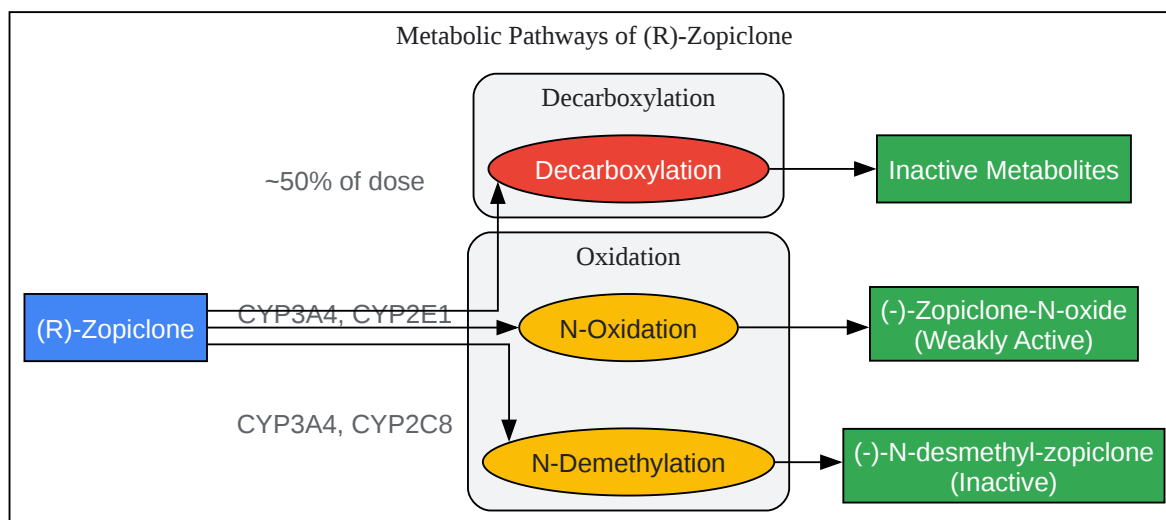 Metabolic Pathways of (R)-Zopiclone
Decarboxylation
Decarboxylation
Inactive Metabolites
~50% of dose
Oxidation
(R)-Zopiclone
CYP3A4, CYP2E1
N-Oxidation
(-)-Zopiclone-N-oxide
(Weakly Active)
CYP3A4, CYP2C8
N-Demethylation
(-)-N-desmethyl-zopiclone
(Inactive)